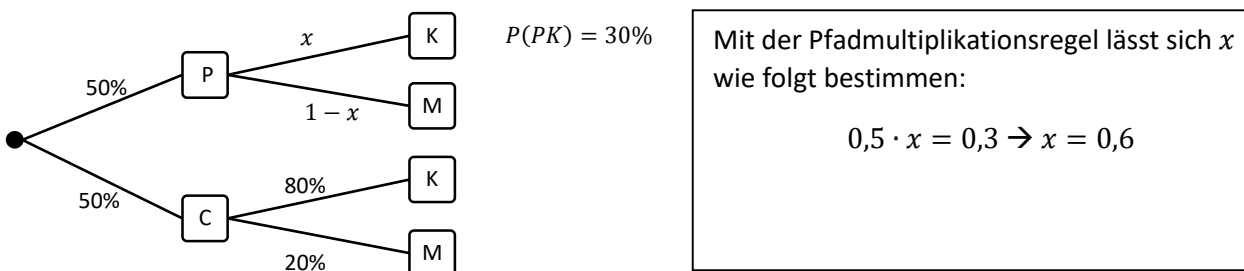 x
K
P(PK) = 30%
50%
P
1 − x
M
50%
C
80%
K
20%
M
Mit der Pfadmultiplikationsregel lässt sich x
wie folgt bestimmen:
0,5 · x = 0,3 → x = 0,6